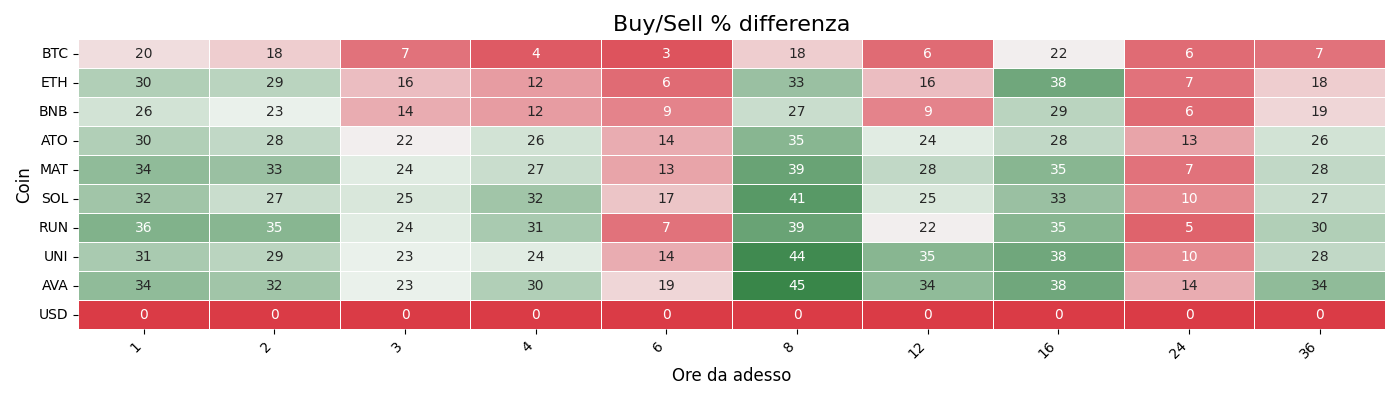 Buy/Sell % differenza
Coin
BTC 20 18 7 4 3 18 6 22 6 7
ETH 30 29 16 12 6 33 16 38 7 18
BNB 26 23 14 12 9 27 9 29 6 19
ATO 30 28 22 26 14 35 24 28 13 26
MAT 34 33 24 27 13 39 28 35 7 28
SOL 32 27 25 32 17 41 25 33 10 27
RUN 36 35 24 31 7 39 22 35 5 30
UNI 31 29 23 24 14 44 35 38 10 28
AVA 34 32 23 30 19 45 34 38 14 34
USD 0 0 0 0 0 0 0 0 0 0
1 2 3 4 6 8 12 16 24 36
Ore da adesso